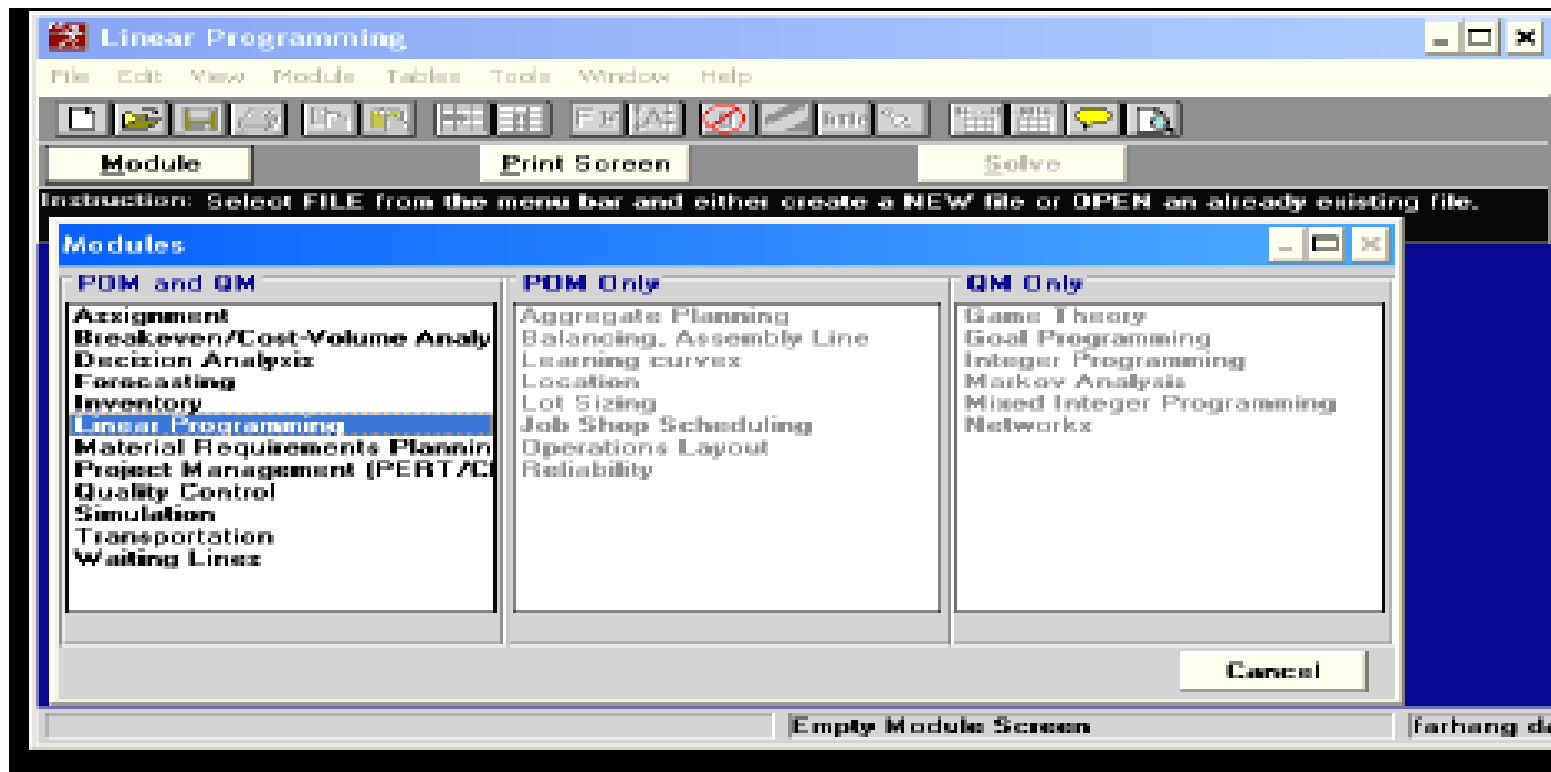 Linear Programming
File Edit View Module Tables Tools Window Help
Module Print Screen Solve
Instruction: Select FILE from the menu bar and either create a NEW file or OPEN an already existing file.
Modules
POM and QM
Assignment
Breakeven/Cost-Volume Analy
Decision Analysis
Forecasting
Inventory
Linear Programming
Material Requirements Plannin
Project Management (PERT/C
Quality Control
Simulation
Transportation
Waiting Lines
POM Only
Aggregate Planning
Balancing, Assembly Line
Learning curves
Location
Lot Sizing
Job Shop Scheduling
Operations Layout
Reliability
QM Only
Game Theory
Goal Programming
Integer Programming
Markov Analysis
Mixed Integer Programming
Networks
Cancel
Empty Module Screen
farhang da